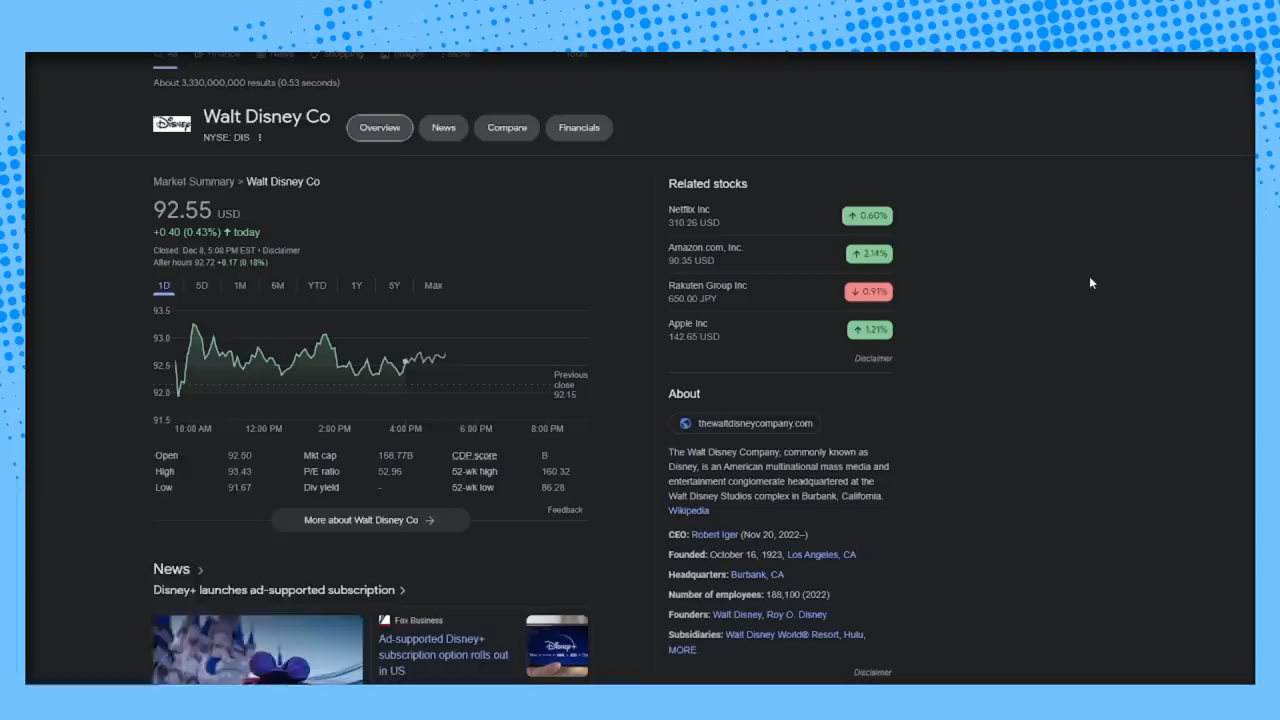 About 3,330,000,000 results (0.53 seconds)
Disney
Walt Disney Co
NYSE: DIS
Overview
News
Compare
Financials
Market Summary > Walt Disney Co
92.55 USD
+0.40 (0.43%) ↑ today
Closed: Dec 8, 5:08 PM EST • Disclaimer
After hours 92.72 +0.17 (0.18%)
1D 5D 1M 6M YTD 1Y 5Y Max
93.5
93.0
92.5
92.0
91.5
Previous
close
92.15
10:00 AM 12:00 PM 2:00 PM 4:00 PM 6:00 PM 8:00 PM
Open 92.50 Mkt cap 168.77B CDP score B
High 93.43 P/E ratio 52.96 52-wk high 160.32
Low 91.67 Div yield - 52-wk low 86.28
Feedback
More about Walt Disney Co →
News >
Disney+ launches ad-supported subscription >
Fox Business
Ad-supported Disney+
subscription option rolls out
in US
Disney+
Related stocks
Netflix Inc
310.26 USD
↑ 0.60%
Amazon.com, Inc.
90.35 USD
↑ 2.14%
Rakuten Group Inc
650.00 JPY
↓ 0.91%
Apple Inc
142.65 USD
↑ 1.21%
Disclaimer
About
thewaltdisneycompany.com
The Walt Disney Company, commonly known as
Disney, is an American multinational mass media and
entertainment conglomerate headquartered at the
Walt Disney Studios complex in Burbank, California.
Wikipedia
CEO: Robert Iger (Nov 20, 2022–)
Founded: October 16, 1923, Los Angeles, CA
Headquarters: Burbank, CA
Number of employees: 188,100 (2022)
Founders: Walt Disney, Roy O. Disney
Subsidiaries: Walt Disney World® Resort, Hulu,
MORE
Disclaimer